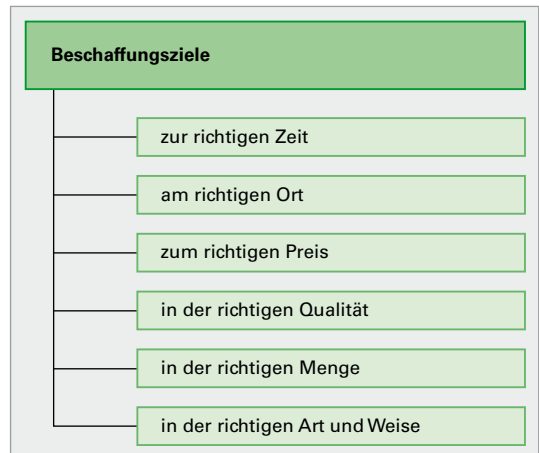 Beschaffungsziele
zur richtigen Zeit
am richtigen Ort
zum richtigen Preis
in der richtigen Qualität
in der richtigen Menge
in der richtigen Art und Weise